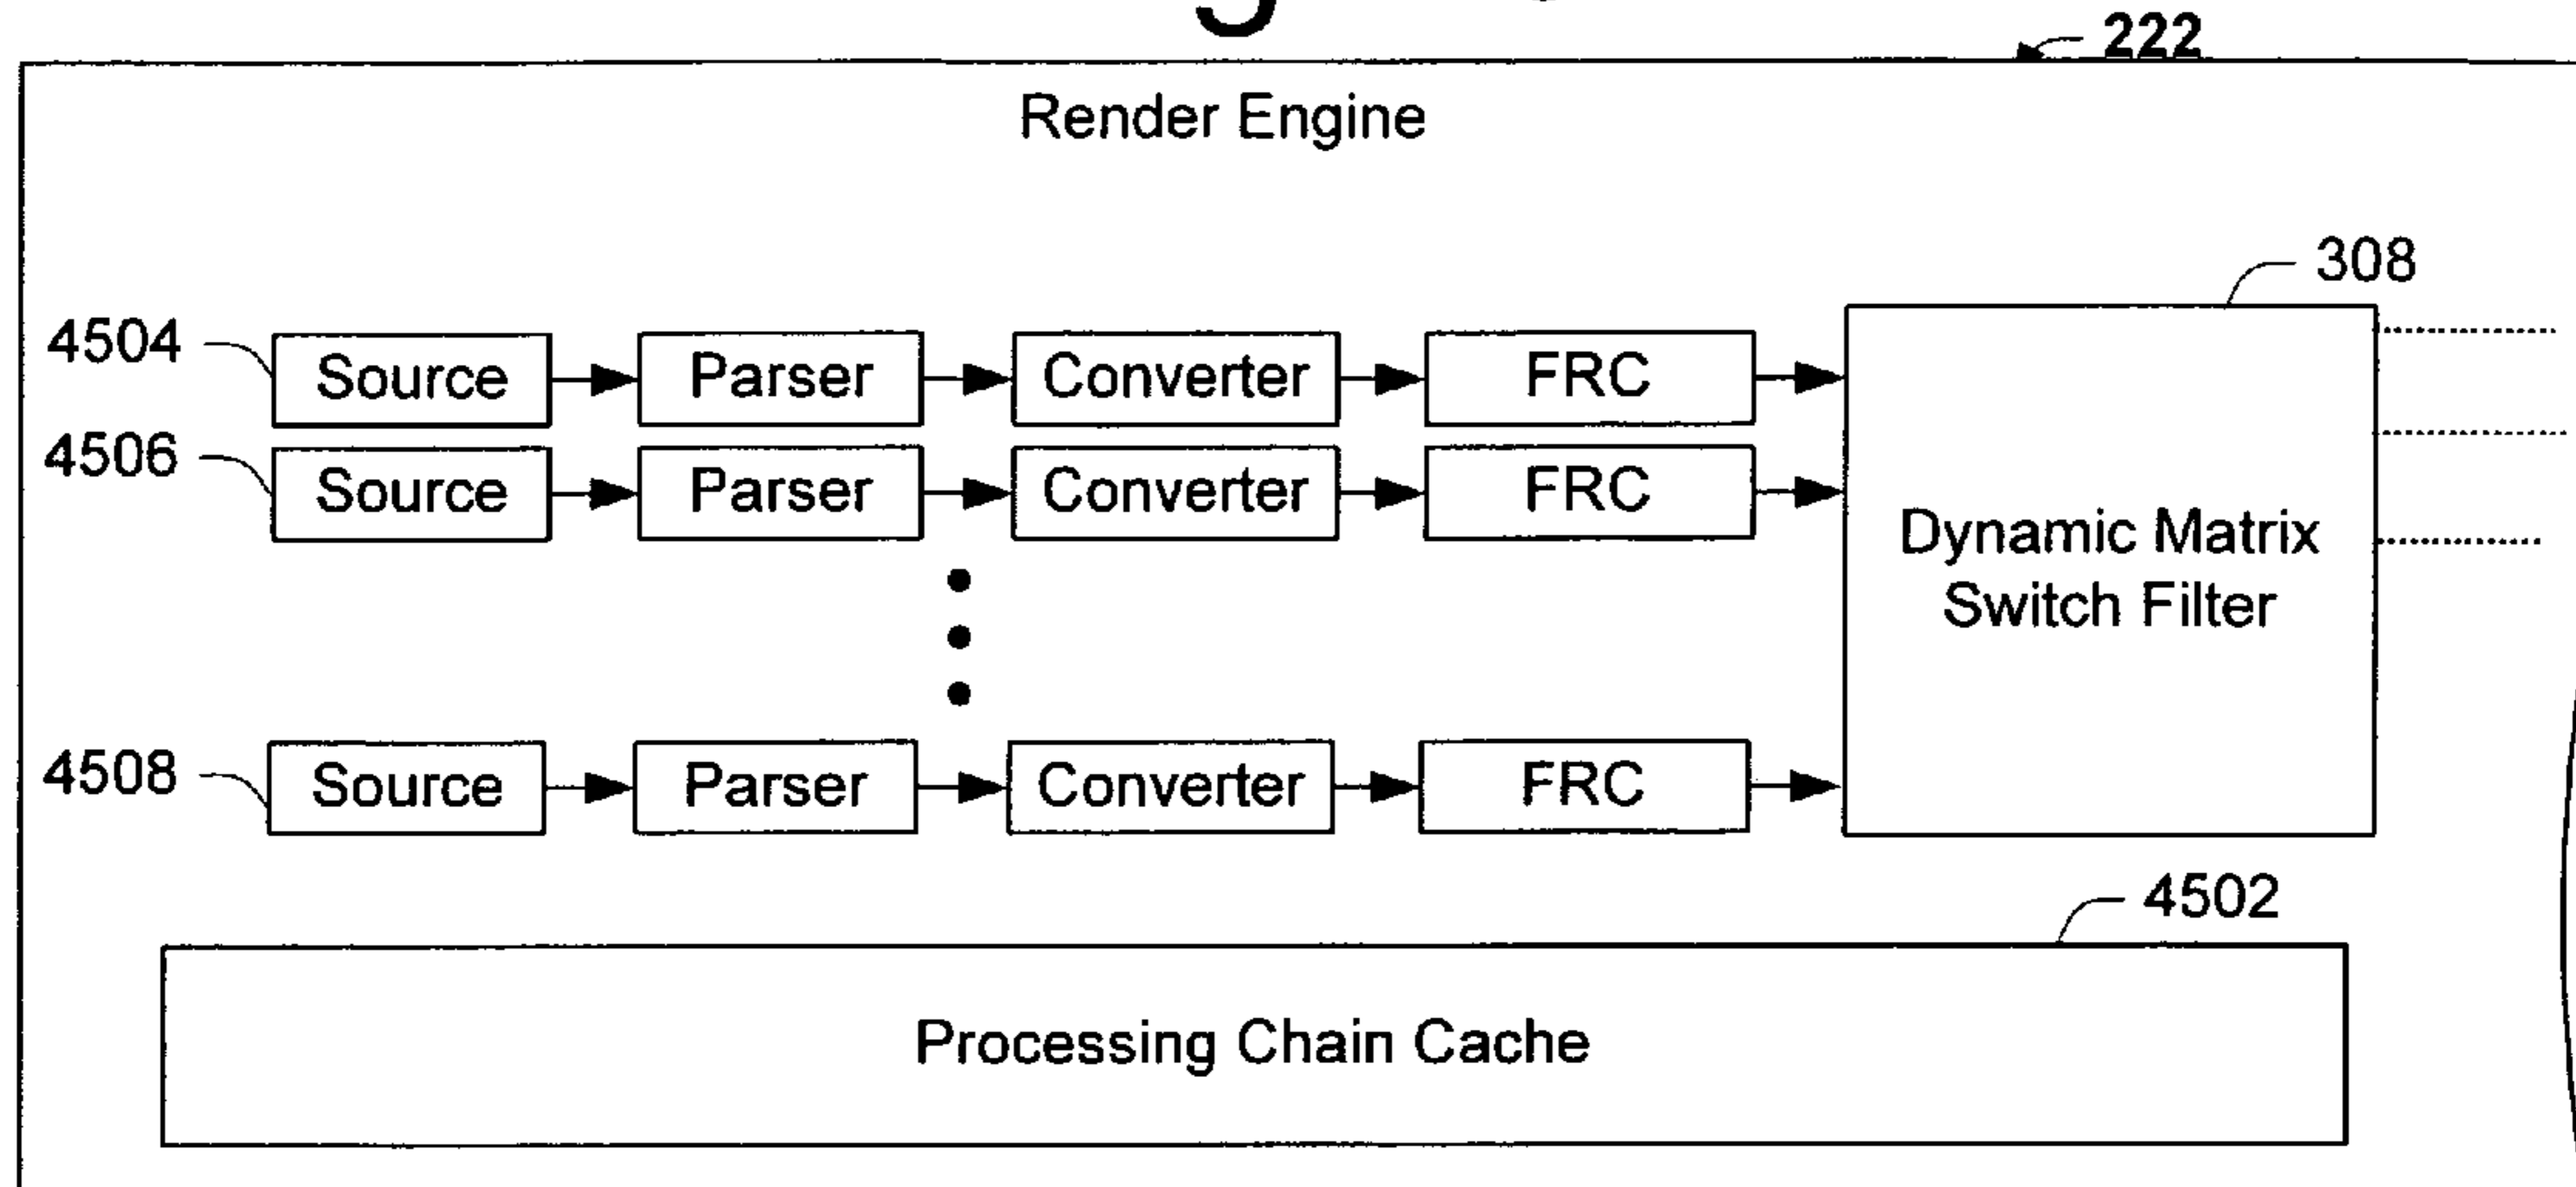 222
Render Engine
308
4504 Source Parser Converter FRC
4506 Source Parser Converter FRC
Dynamic Matrix
Switch Filter
4508 Source Parser Converter FRC
4502
Processing Chain Cache